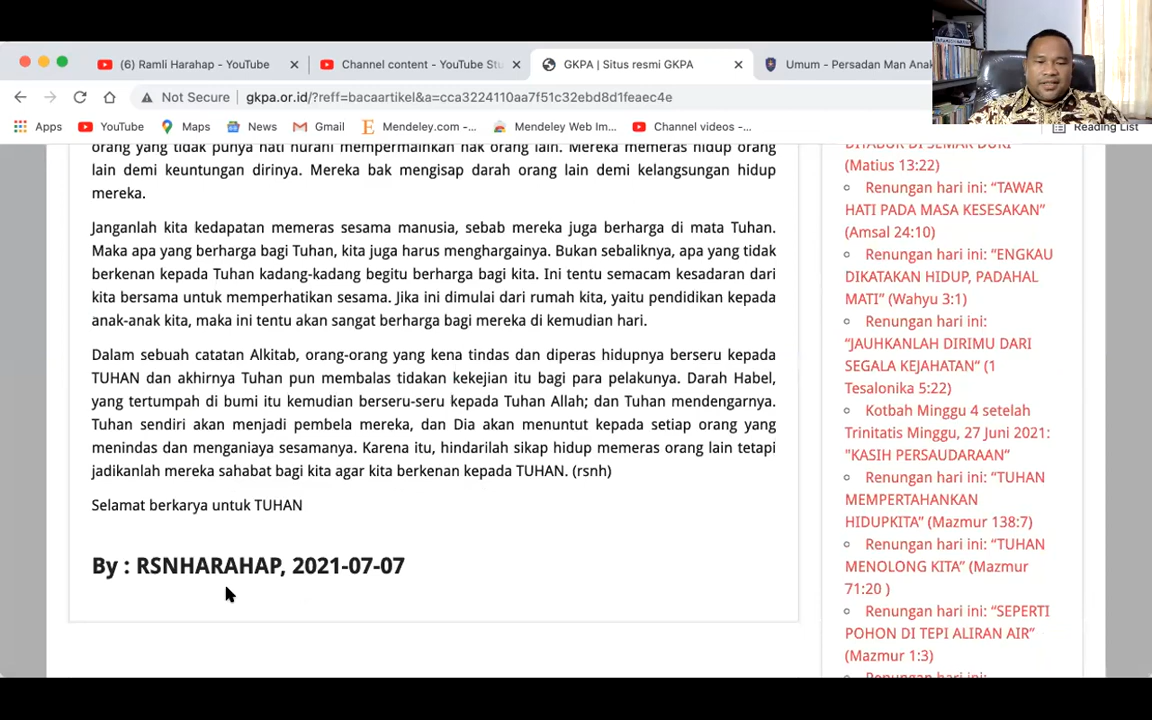 (6) Ramli Harahap - YouTube
Channel content - YouTube Stu
GKPA | Situs resmi GKPA
Umum - Persadan Man Anak
Not Secure
gkpa.or.id/?reff=bacaartikel&a=cca3224110aa7f51c32ebd8d1feaec4e
Apps
YouTube
Maps
News
Gmail
Mendeley.com -...
Mendeley Web Im...
Channel videos -...
Reading List
orang yang tidak punya hati nurani mempermainkan hak orang lain. Mereka memeras hidup orang
lain demi keuntungan dirinya. Mereka bak mengisap darah orang lain demi kelangsungan hidup
mereka.
Janganlah kita kedapatan memeras sesama manusia, sebab mereka juga berharga di mata Tuhan.
Maka apa yang berharga bagi Tuhan, kita juga harus menghargainya. Bukan sebaliknya, apa yang tidak
berkenan kepada Tuhan kadang-kadang begitu berharga bagi kita. Ini tentu semacam kesadaran dari
kita bersama untuk memperhatikan sesama. Jika ini dimulai dari rumah kita, yaitu pendidikan kepada
anak-anak kita, maka ini tentu akan sangat berharga bagi mereka di kemudian hari.
Dalam sebuah catatan Alkitab, orang-orang yang kena tindas dan diperas hidupnya berseru kepada
TUHAN dan akhirnya Tuhan pun membalas tidakan kekejian itu bagi para pelakunya. Darah Habel,
yang tertumpah di bumi itu kemudian berseru-seru kepada Tuhan Allah; dan Tuhan mendengarnya.
Tuhan sendiri akan menjadi pembela mereka, dan Dia akan menuntut kepada setiap orang yang
menindas dan menganiaya sesamanya. Karena itu, hindarilah sikap hidup memeras orang lain tetapi
jadikanlah mereka sahabat bagi kita agar kita berkenan kepada TUHAN. (rsnh)
Selamat berkarya untuk TUHAN
By : RSNHARAHAP, 2021-07-07
DITABUR DI SEMAK DURI
(Matius 13:22)
Renungan hari ini: “TAWAR
HATI PADA MASA KESESAKAN”
(Amsal 24:10)
Renungan hari ini: “ENGKAU
DIKATAKAN HIDUP, PADAHAL
MATI” (Wahyu 3:1)
Renungan hari ini:
“JAUHKANLAH DIRIMU DARI
SEGALA KEJAHATAN” (1
Tesalonika 5:22)
Kotbah Minggu 4 setelah
Trinitatis Minggu, 27 Juni 2021:
"KASIH PERSAUDARAAN”
Renungan hari ini: “TUHAN
MEMPERTAHANKAN
HIDUPKITA” (Mazmur 138:7)
Renungan hari ini: “TUHAN
MENOLONG KITA” (Mazmur
71:20 )
Renungan hari ini: “SEPERTI
POHON DI TEPI ALIRAN AIR”
(Mazmur 1:3)